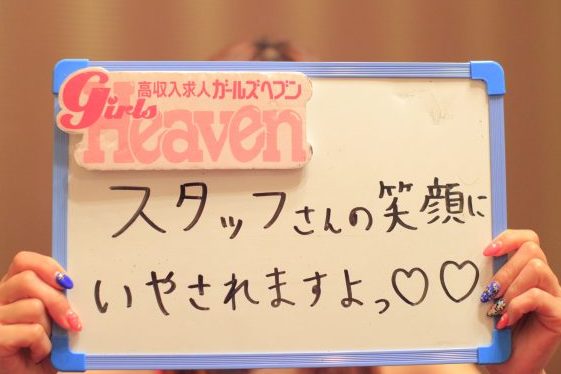 高収入求人ガールズヘブン
Girls
Heaven
スタッフさんの笑顔に
いやされますよっ♡♡